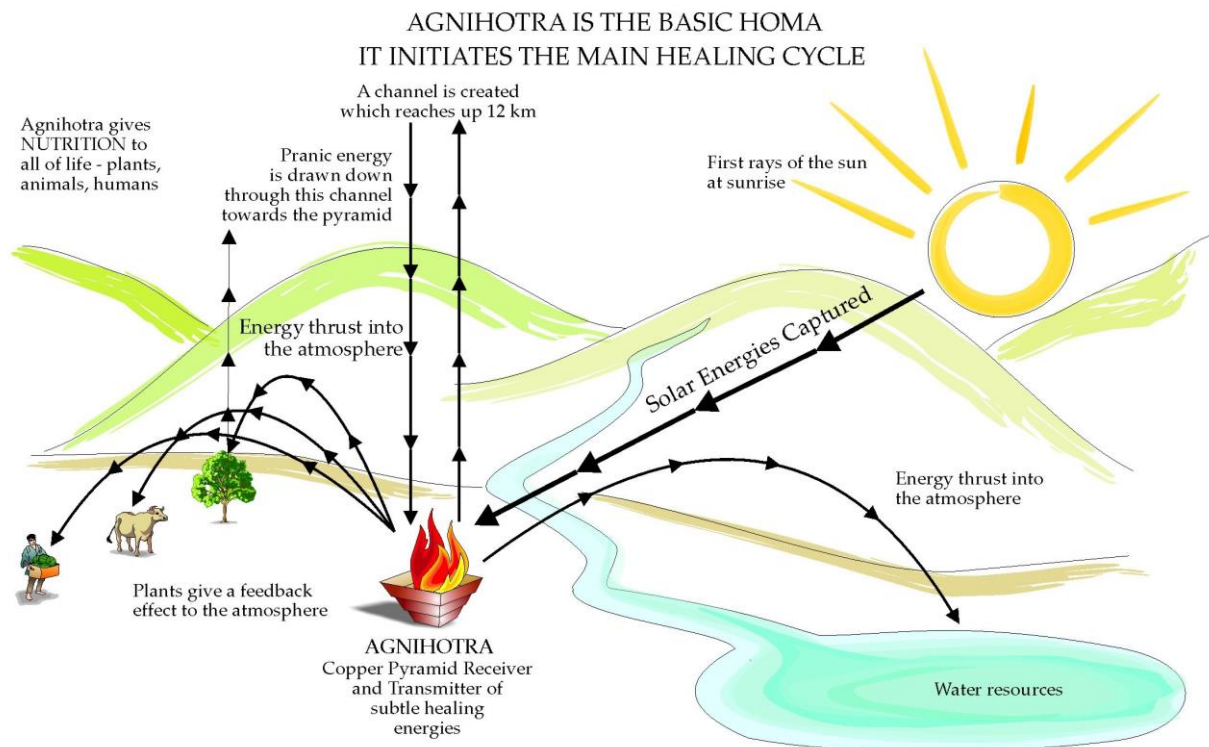 AGNIHOTRA IS THE BASIC HOMA
IT INITIATES THE MAIN HEALING CYCLE
A channel is created
which reaches up 12 km
Agnihotra gives
NUTRITION to
all of life - plants,
animals, humans
Pranic energy
is drawn down
through this channel
towards the pyramid
First rays of the sun
at sunrise
Energy thrust into
the atmosphere
Solar Energies Captured
Energy thrust into
the atmosphere
Plants give a feedback
effect to the atmosphere
AGNIHOTRA
Copper Pyramid Receiver
and Transmitter of
subtle healing
energies
Water resources